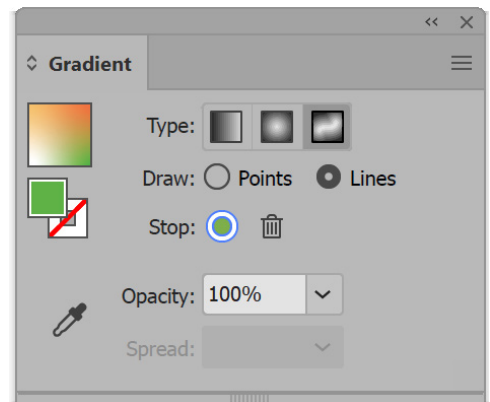 Gradient
Type:
Draw: Points Lines
Stop:
Opacity: 100%
Spread: